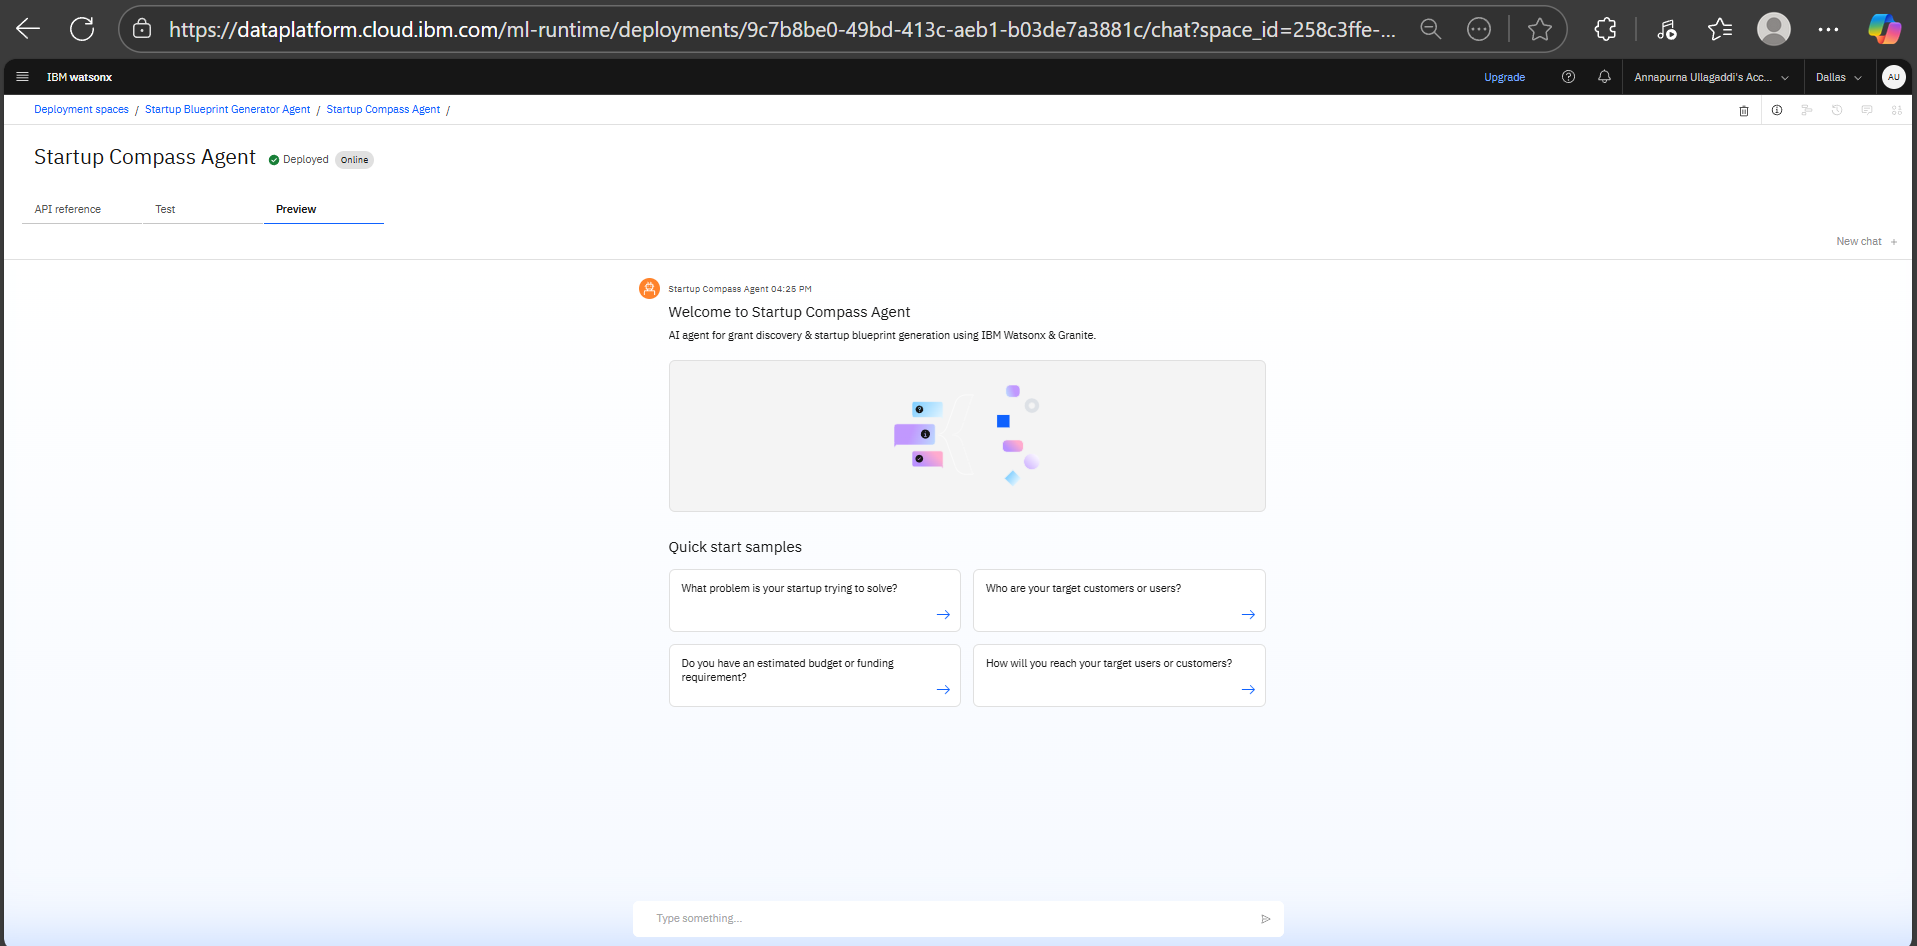 https://dataplatform.cloud.ibm.com/ml-runtime/deployments/9c7b8be0-49bd-413c-aeb1-b03de7a3881c/chat?space_id=258c3ffe-...
IBM watsonx
Upgrade
Annapurna Ullagaddi's Acc...
Dallas
AU
Deployment spaces / Startup Blueprint Generator Agent / Startup Compass Agent /
Startup Compass Agent
Deployed
Online
API reference
Test
Preview
New chat +
Startup Compass Agent 04:25 PM
Welcome to Startup Compass Agent
AI agent for grant discovery & startup blueprint generation using IBM Watsonx & Granite.
Quick start samples
What problem is your startup trying to solve?
Who are your target customers or users?
Do you have an estimated budget or funding
requirement?
How will you reach your target users or customers?
Type something...